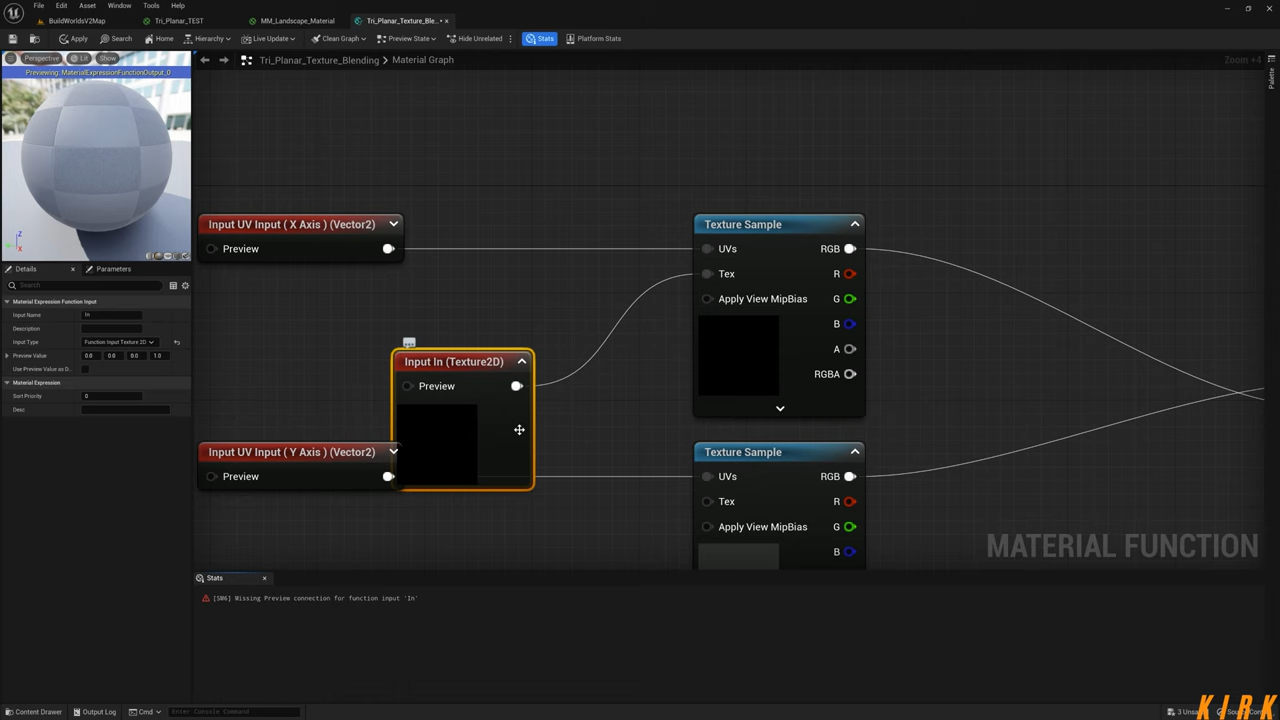 File Edit Asset Window Tools Help
BuildWorldsV2Map Tri_Planar_TEST MM_Landscape_Material Tri_Planar_Texture_Ble...•
Apply Search Home Hierarchy Live Update Clean Graph Preview State Hide Unrelated Stats Platform Stats
Perspective Lit Show
Tri_Planar_Texture_Blending > Material Graph
Zoom +4
Palette
Previewing: MaterialExpressionFunctionOutput_0
Z
X
Details
Parameters
Search
Material Expression Function Input
Input Name In
Description
Input Type Function Input Texture 2D
Preview Value 0.0 0.0 0.0 1.0
Use Preview Value as D...
Material Expression
Sort Priority 0
Desc
Input UV Input ( X Axis ) (Vector2)
Preview
Input In (Texture2D)
Preview
Input UV Input ( Y Axis ) (Vector2)
Preview
Texture Sample
UVs RGB
Tex R
Apply View MipBias G
B
A
RGBA
Texture Sample
UVs RGB
Tex R
Apply View MipBias G
B
MATERIAL FUNCTION
Stats
[SM6] Missing Preview connection for function input 'In'
Content Drawer Output Log Cmd Enter Console Command
3 Unsa
KIRK